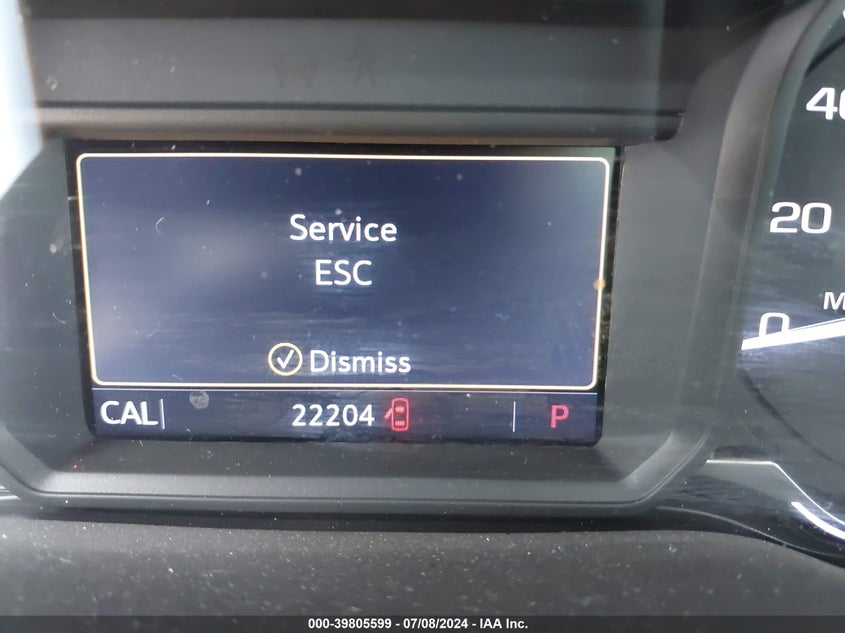 Service
ESC
Dismiss
CAL 22204 P
40
20
0
000-39805599 - 07/08/2024 - IAA Inc.